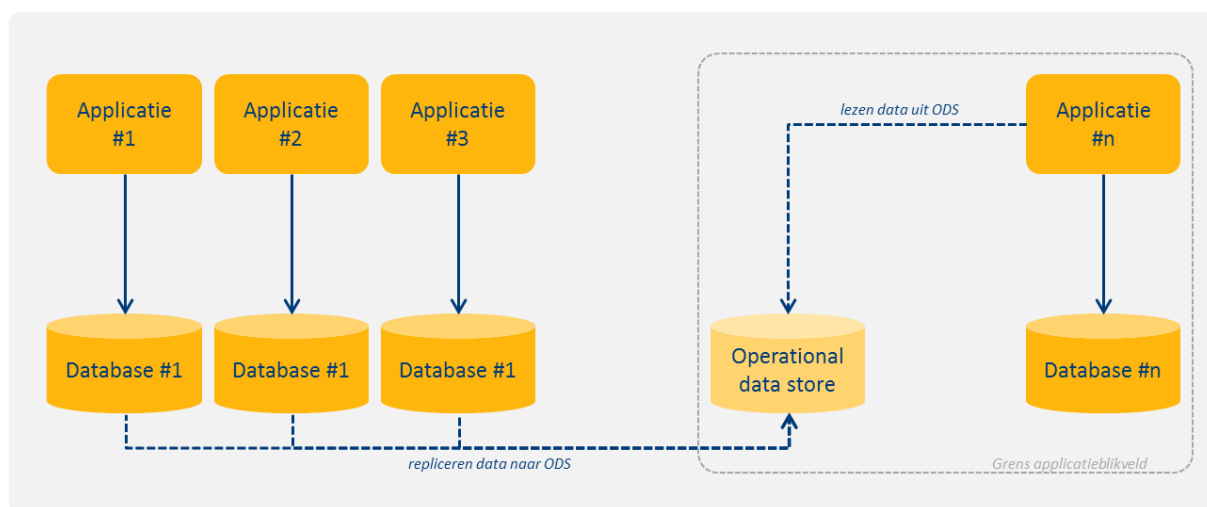 Applicatie
#1
Applicatie
#2
Applicatie
#3
lezen data uit ODS
Applicatie
#n
Database #1
Database #1
Database #1
Operational
data store
Database #n
repliceren data naar ODS
Grens applicatieblikveld